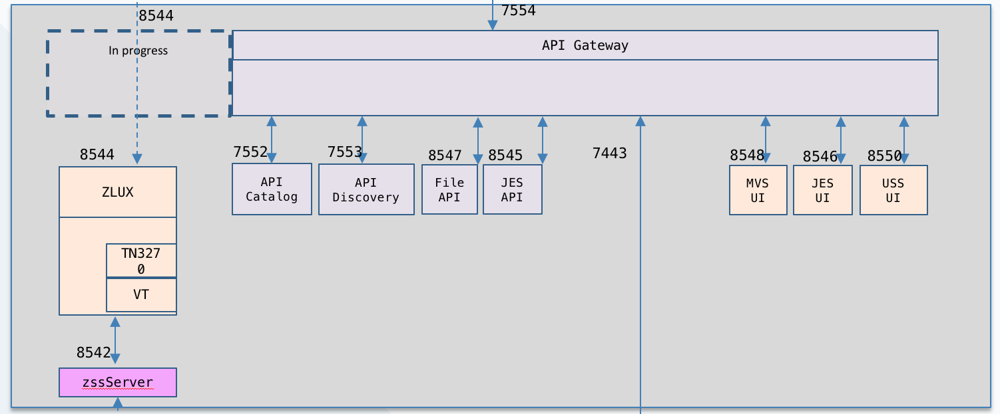 8544
7554
In progress
API Gateway
8544
7552
7553
8547
8545
7443
8548
8546
8550
ZLUX
API
Catalog
API
Discovery
File
API
JES
API
MVS
UI
JES
UI
USS
UI
TN327
0
VT
8542
zssServer